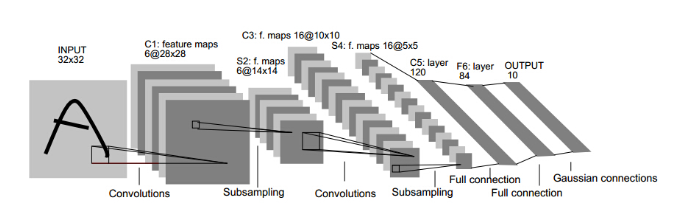 INPUT
32x32
C1: feature maps
6@28x28
S2: f. maps
6@14x14
C3: f. maps 16@10x10
S4: f. maps 16@5x5
C5: layer
120
F6: layer
84
OUTPUT
10
Convolutions
Subsampling
Convolutions
Subsampling
Full connection
Full connection
Gaussian connections